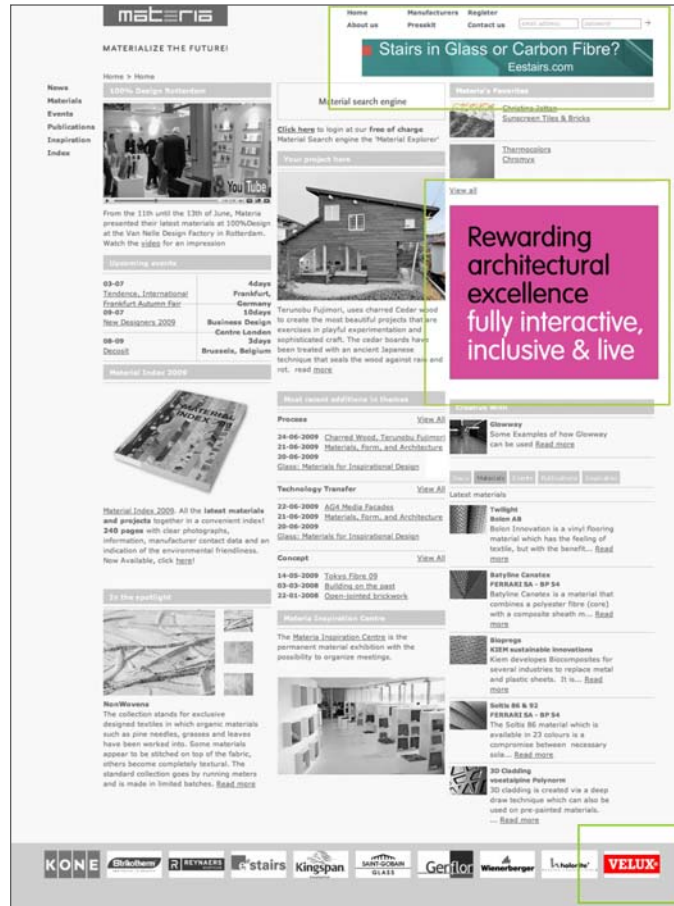 materia
Home Manufacturers Register
About us Presskit Contact us
email address password
MATERIALIZE THE FUTURE!
Stairs in Glass or Carbon Fibre?
Eestairs.com
Home > Home
News
Materials
Events
Publications
Inspiration
Index
100% Design Rotterdam
You Tube
From the 11th until the 13th of June, Materia
presented their latest materials at 100%Design
at the Van Nelle Design Factory in Rotterdam.
Watch the video for an impression
Upcoming events
03-07 4days
Tendence, International Frankfurt,
Frankfurt Autumn Fair Germany
09-07 10days
New Designers 2009 Business Design
Centre London
08-09 3days
Decosit Brussels, Belgium
Material Index 2009
MATERIAL
INDEX
Material Index 2009. All the latest materials
and projects together in a convenient index!
240 pages with clear photographs,
information, manufacturer contact data and an
indication of the environmental friendliness.
Now Available, click here!
In the spotlight
NonWovens
The collection stands for exclusive
designed textiles in which organic materials
such as pine needles, grasses and leaves
have been worked into. Some materials
appear to be stitched on top of the fabric,
others become completely textural. The
standard collection goes by running meters
and is made in limited batches. Read more
Material search engine
Click here to login at our free of charge
Material Search engine the 'Material Explorer'
Your project here
Terunobu Fujimori, uses charred Cedar wood
to create the most beautiful projects that are
exercises in playful experimentation and
sophisticated craft. The cedar boards have
been treated with an ancient Japanese
technique that seals the wood against rain and
rot. read more
Most recent additions in themes
Process View All
24-06-2009 Charred Wood, Terunobu Fujimori
21-06-2009 Materials, Form, and Architecture
20-06-2009
Glass: Materials for Inspirational Design
Technology Transfer View All
22-06-2009 AG4 Media Facades
21-06-2009 Materials, Form, and Architecture
20-06-2009
Glass: Materials for Inspirational Design
Concept View All
14-05-2009 Tokyo Fibre 09
03-03-2008 Building on the past
22-01-2008 Open-jointed brickwork
Materia Inspiration Centre
The Materia Inspiration Centre is the
permanent material exhibition with the
possibility to organize meetings.
Materia's Favorites
Christina Jattan
Sunscreen Tiles & Bricks
Thermocolors
Chromyx
View all
Rewarding
architectural
excellence
fully interactive,
inclusive & live
Creative With
Glowway
Some Examples of how Glowway
can be used Read more
Materials Events Publications Inspiration
Latest materials
Twilight
Bolon AB
Bolon Innovation is a vinyl flooring
material which has the feeling of
textile, but with the benefit... Read
more
Batyline Canatex
FERRARI SA - BP 54
Batyline Canatex is a material that
combines a polyester fibre (core)
with a composite sheath m... Read
more
Biopregs
KIEM sustainable innovations
Kiem developes Biocomposites for
several industries to replace metal
and plastic sheets. It is... Read
more
Soltis 86 & 92
FERRARI SA - BP 54
The Soltis 86 material which is
available in 23 colours is a
compromise between necessary
sola... Read more
3D Cladding
voestalpine Polynorm
3D cladding is created via a deep
draw technique which can also be
used on pre-painted materials.
... Read more
KONE Strikotherm REYNAERS eestairs Kingspan SAINT-GOBAIN GLASS Gerflor Wienerberger holonite VELUX